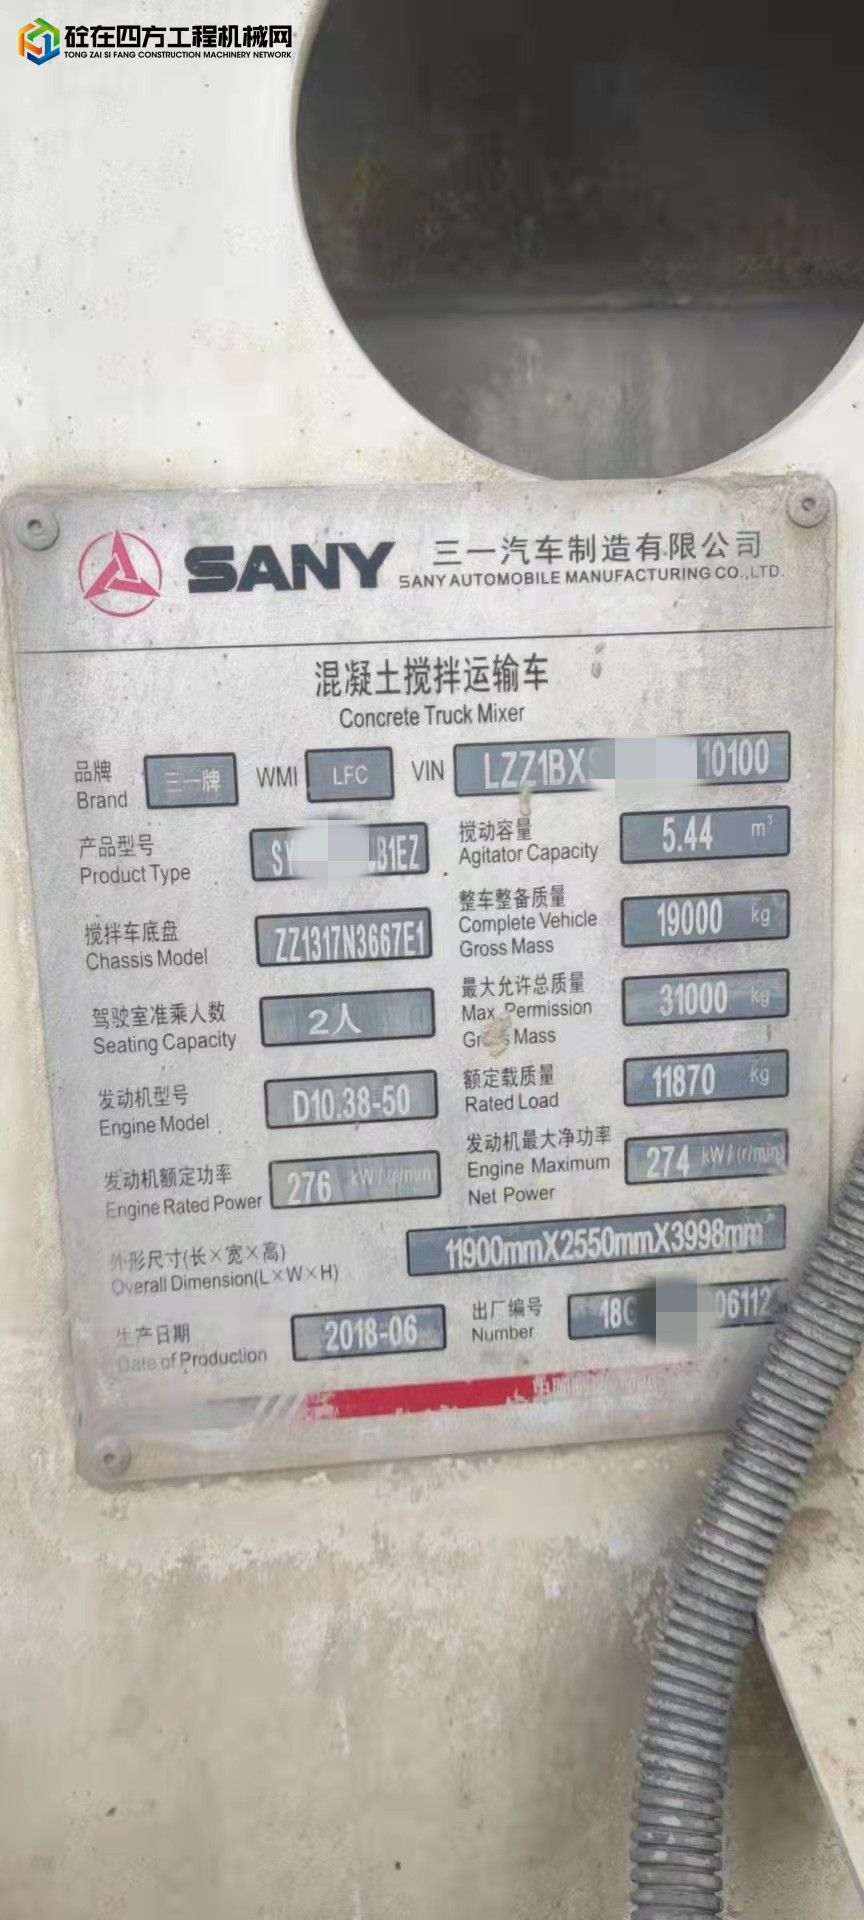 砼在四方工程机械网
TONG ZAI SI FANG CONSTRUCTION MACHINERY NETWORK
SANY 三一汽车制造有限公司
SANY AUTOMOBILE MANUFACTURING CO.,LTD.
混凝土搅拌运输车
Concrete Truck Mixer
品牌 Brand 三一牌 WMI LFC VIN LZZ1BX 10100
产品型号 Product Type SY B1EZ
搅动容量 Agitator Capacity 5.44 m³
搅拌车底盘 Chassis Model ZZ1317N3667E1
整车整备质量 Complete Vehicle Gross Mass 19000 kg
驾驶室准乘人数 Seating Capacity 2人
最大允许总质量 Max. Permission Gross Mass 31000 kg
发动机型号 Engine Model D10.38-50
额定载质量 Rated Load 11870 kg
发动机额定功率 Engine Rated Power 276 kW/(r/min)
发动机最大净功率 Engine Maximum Net Power 274 kW/(r/min)
外形尺寸(长×宽×高) Overall Dimension(L×W×H) 11900mmX2550mmX3998mm
生产日期 Date of Production 2018-06
出厂编号 Number 18C 06112